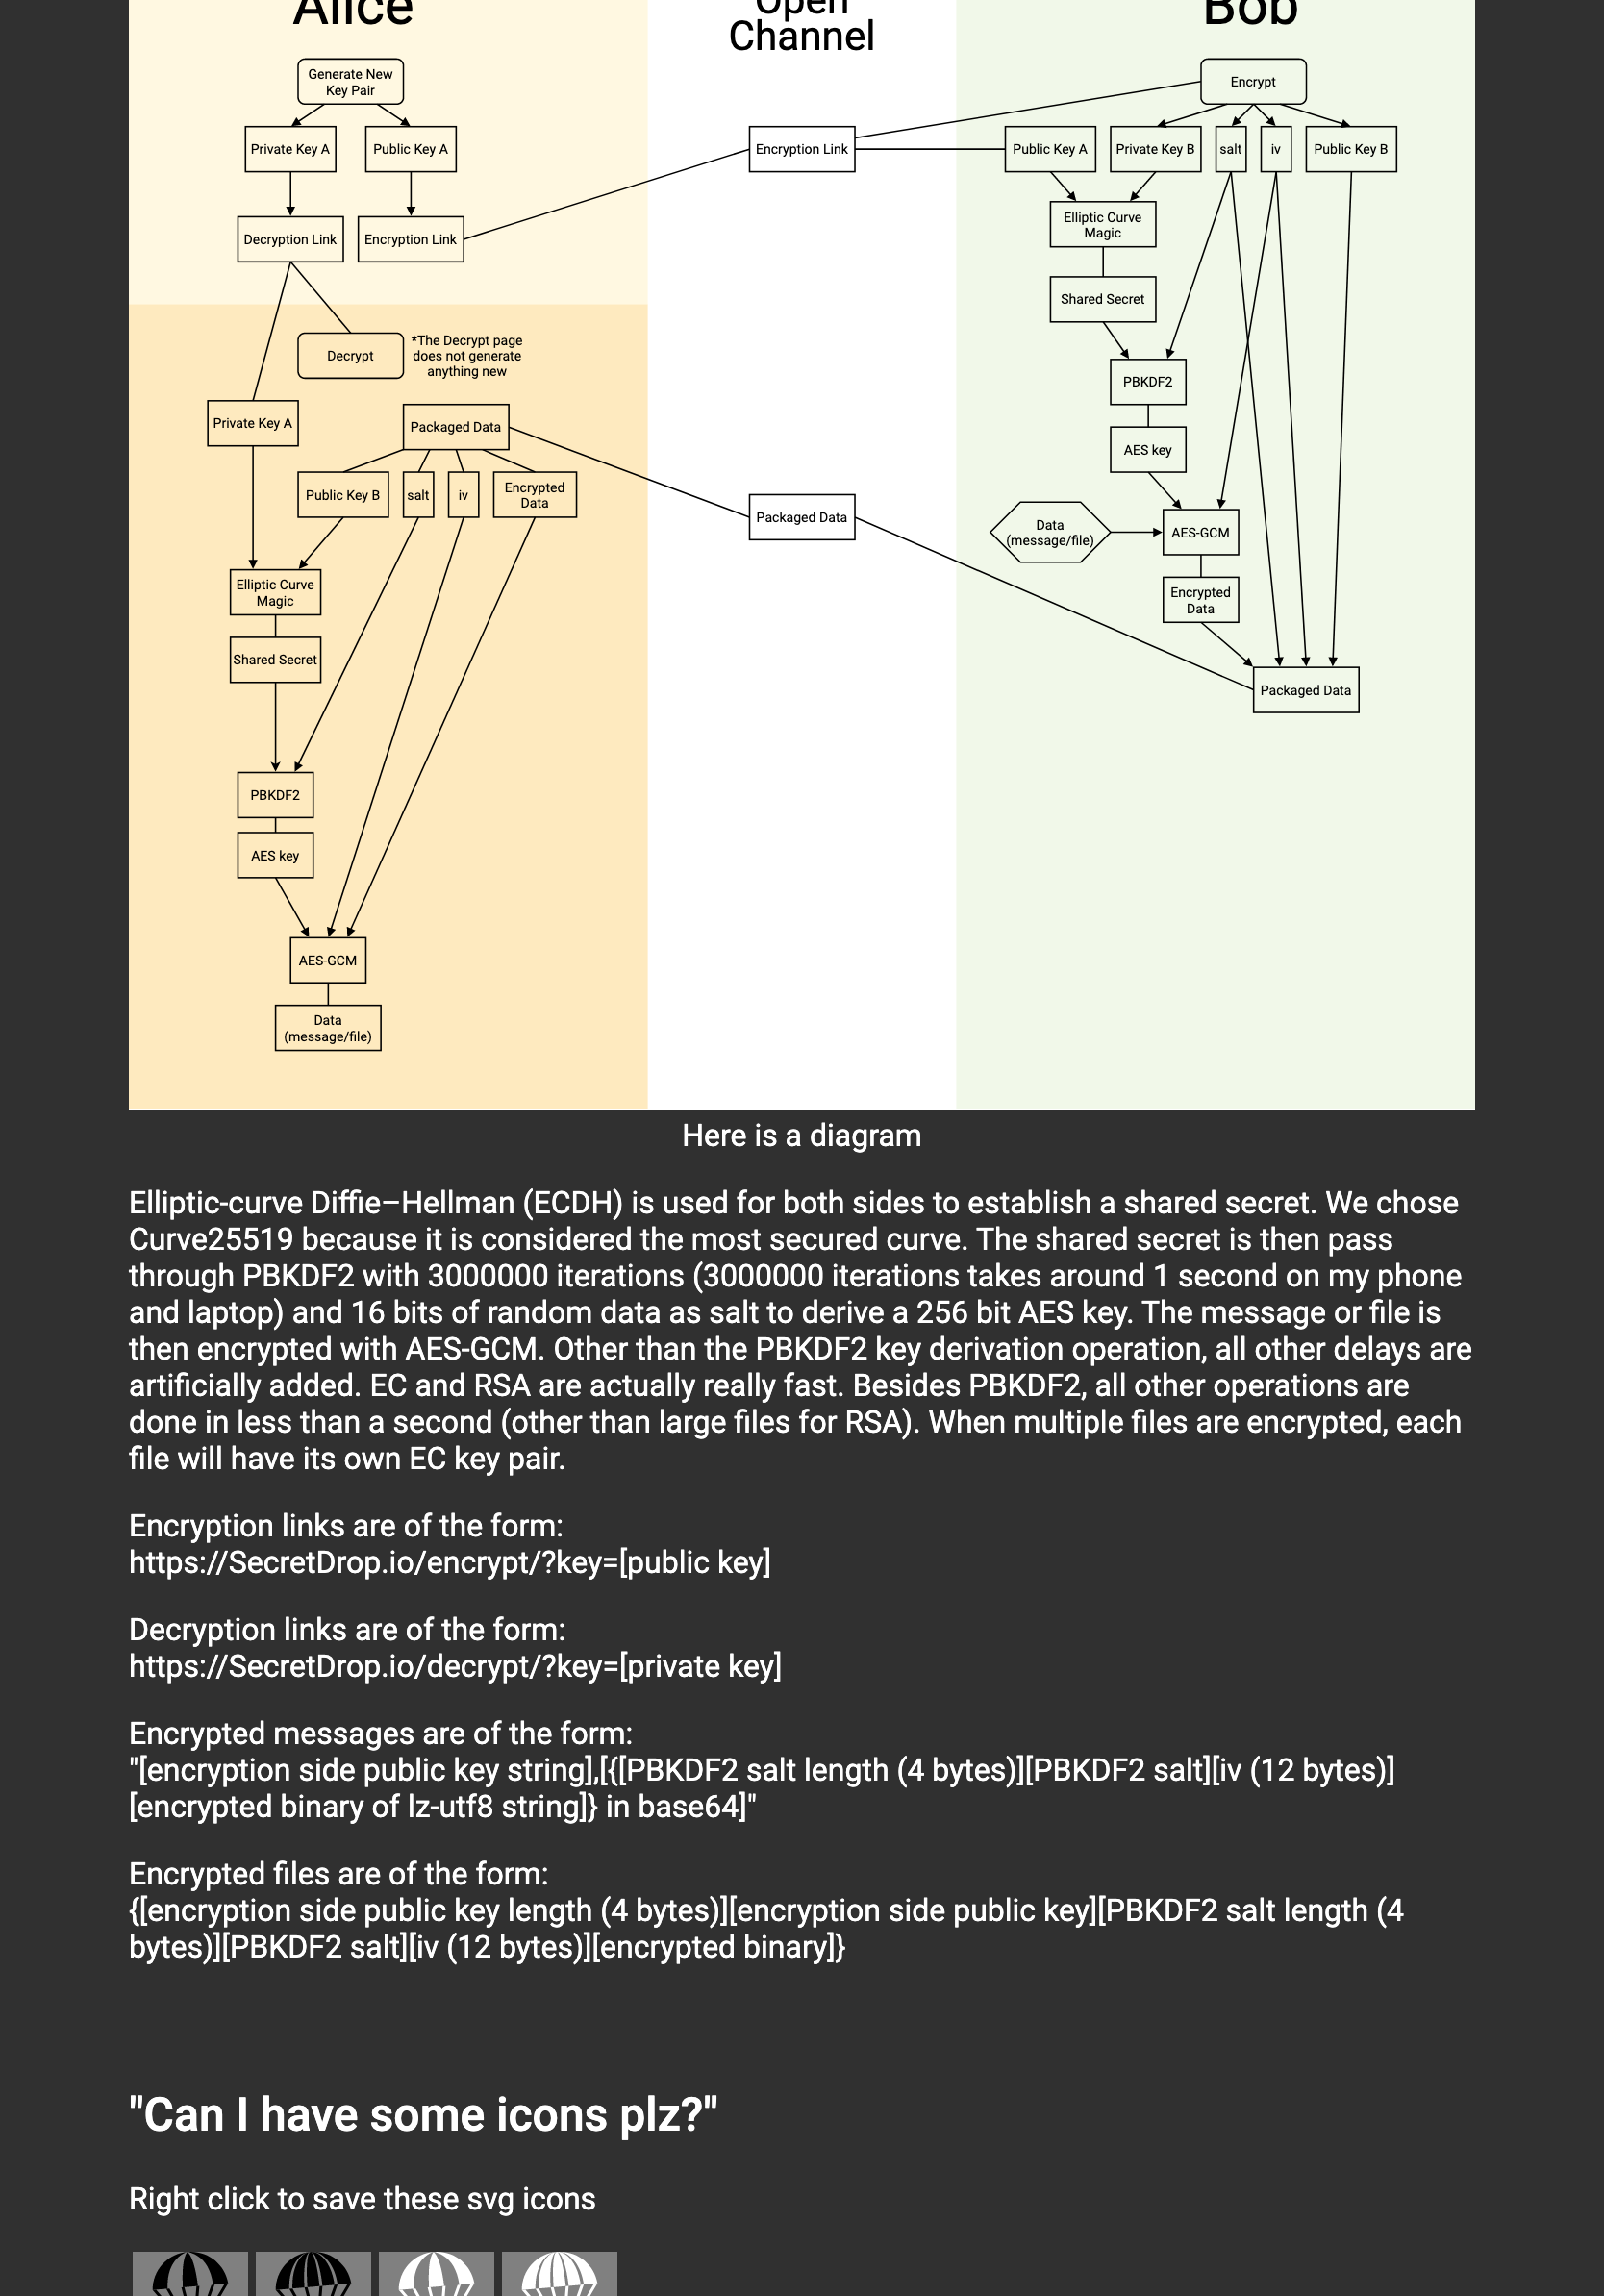 Alice
Open
Channel
Bob
Generate New
Key Pair
Private Key A
Public Key A
Decryption Link
Encryption Link
Encryption Link
Encrypt
Public Key A
Private Key B
salt
iv
Public Key B
Elliptic Curve
Magic
Shared Secret
PBKDF2
AES key
Data
(message/file)
AES-GCM
Encrypted
Data
Packaged Data
Packaged Data
Decrypt
*The Decrypt page
does not generate
anything new
Private Key A
Packaged Data
Public Key B
salt
iv
Encrypted
Data
Elliptic Curve
Magic
Shared Secret
PBKDF2
AES key
AES-GCM
Data
(message/file)
Here is a diagram
Elliptic-curve Diffie–Hellman (ECDH) is used for both sides to establish a shared secret. We chose
Curve25519 because it is considered the most secured curve. The shared secret is then pass
through PBKDF2 with 3000000 iterations (3000000 iterations takes around 1 second on my phone
and laptop) and 16 bits of random data as salt to derive a 256 bit AES key. The message or file is
then encrypted with AES-GCM. Other than the PBKDF2 key derivation operation, all other delays are
artificially added. EC and RSA are actually really fast. Besides PBKDF2, all other operations are
done in less than a second (other than large files for RSA). When multiple files are encrypted, each
file will have its own EC key pair.
Encryption links are of the form:
https://SecretDrop.io/encrypt/?key=[public key]
Decryption links are of the form:
https://SecretDrop.io/decrypt/?key=[private key]
Encrypted messages are of the form:
"[encryption side public key string],[{[PBKDF2 salt length (4 bytes)][PBKDF2 salt][iv (12 bytes)]
[encrypted binary of lz-utf8 string]} in base64]"
Encrypted files are of the form:
{[encryption side public key length (4 bytes)][encryption side public key][PBKDF2 salt length (4
bytes)][PBKDF2 salt][iv (12 bytes)][encrypted binary]}
"Can I have some icons plz?"
Right click to save these svg icons